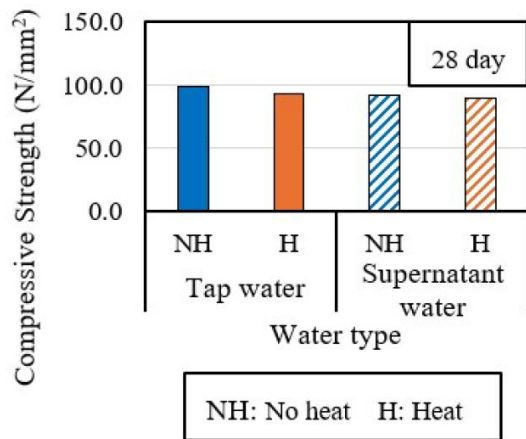 Compressive Strength (N/mm²)
150.0
100.0
50.0
0.0
28 day
NH H NH H
Tap water Supernatant
water
Water type
NH: No heat H: Heat